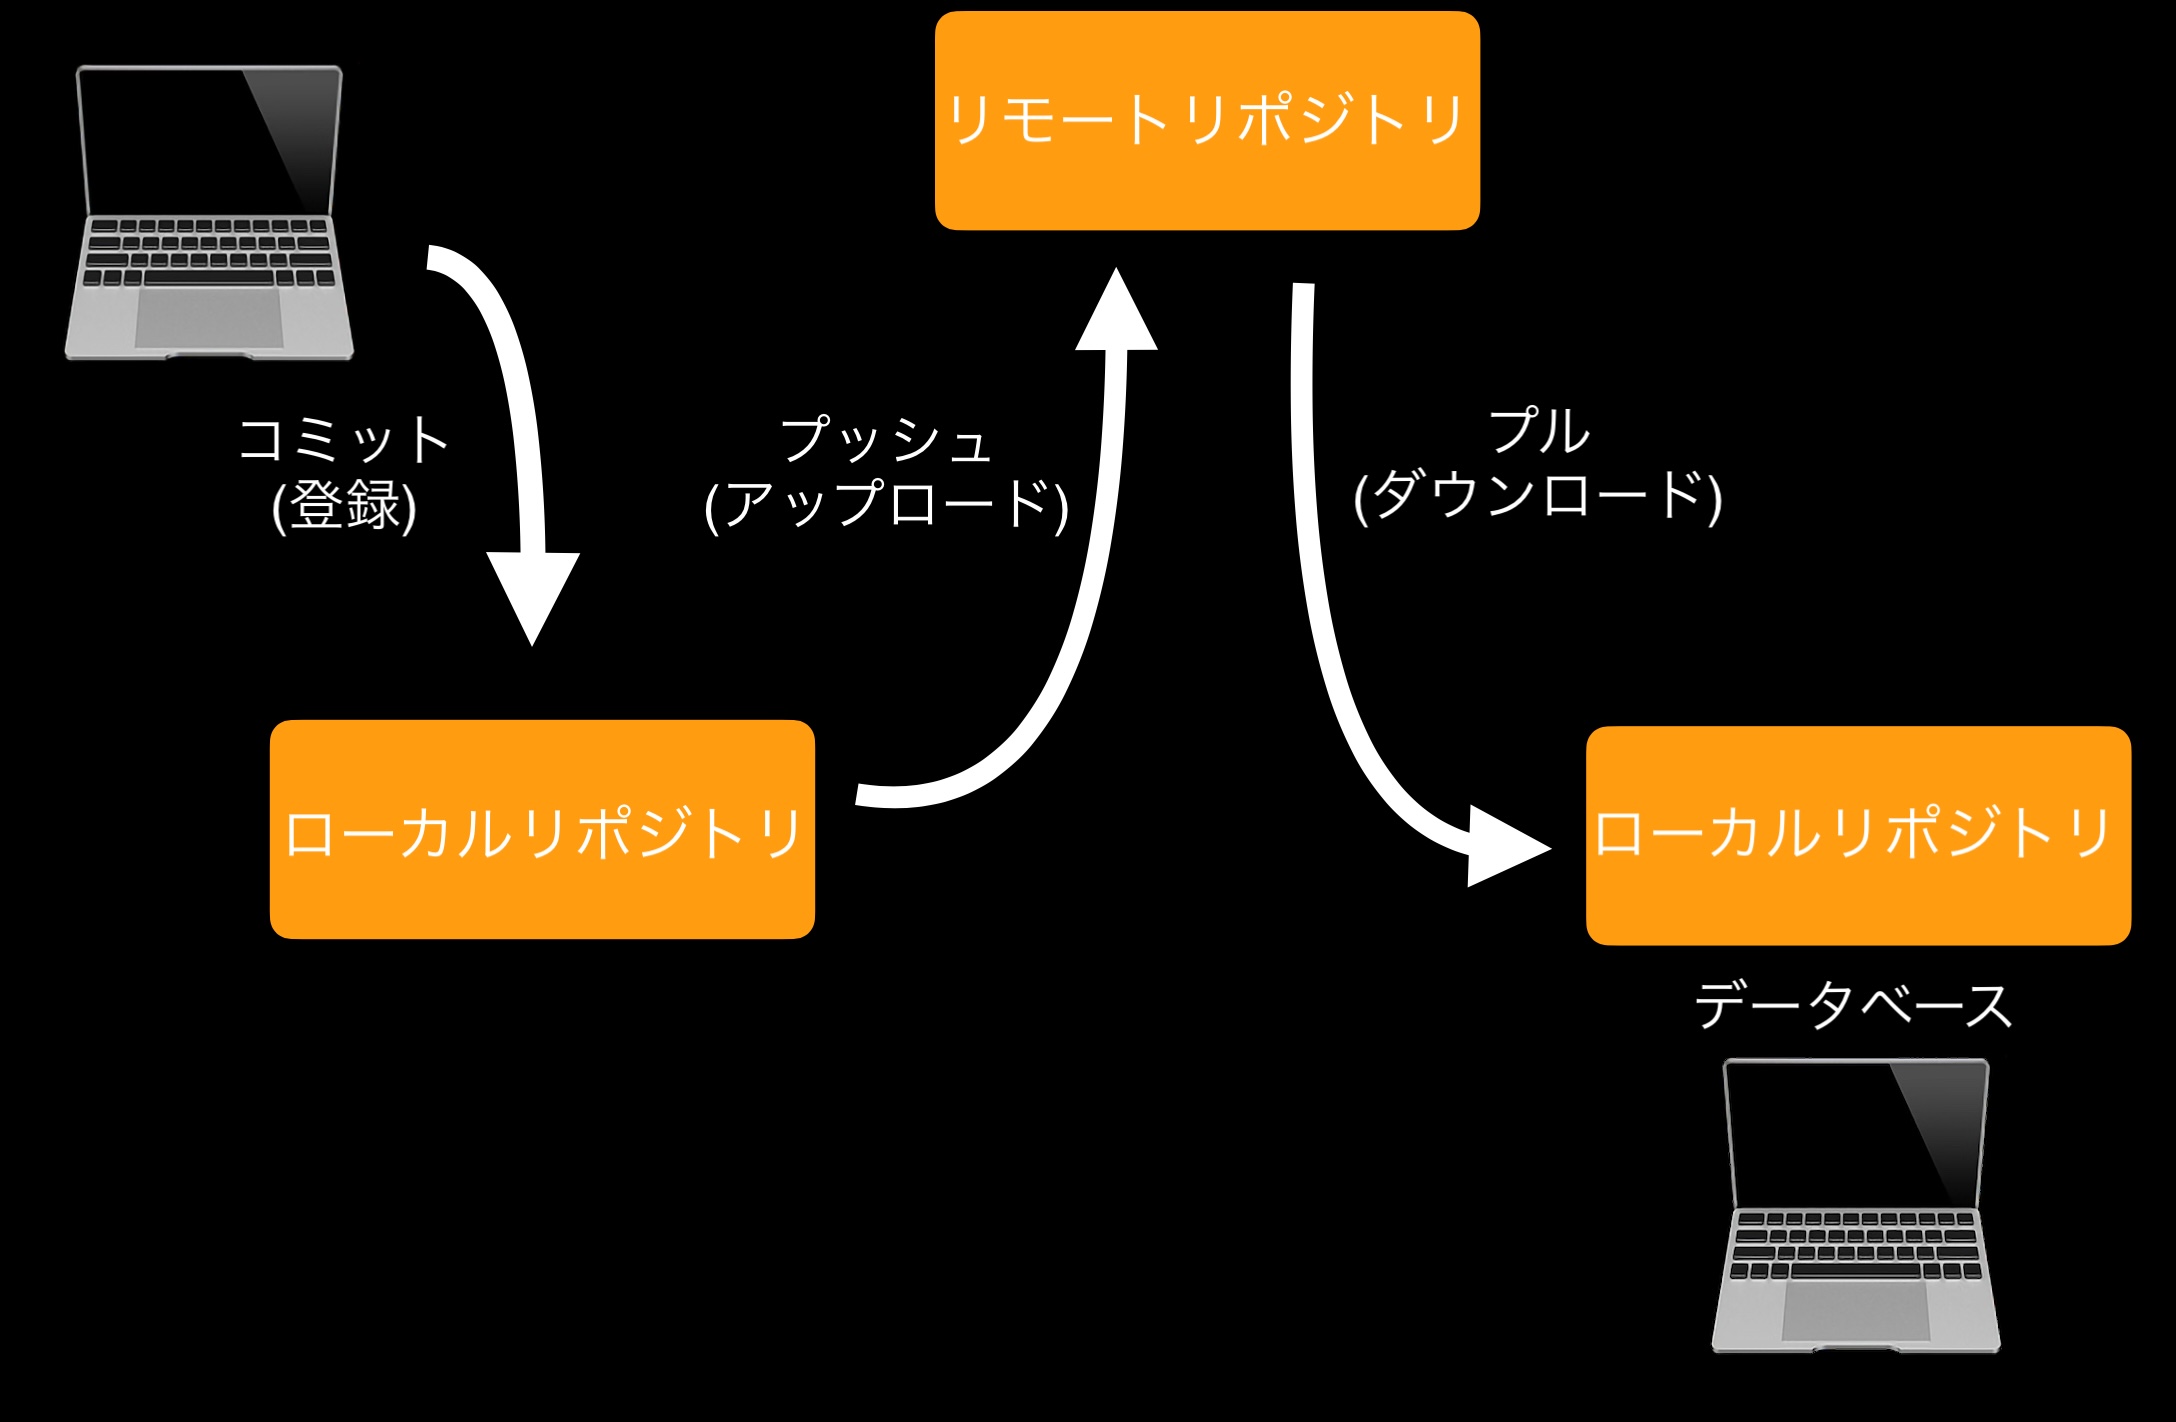 リモートリポジトリ
コミット
(登録)
プッシュ
(アップロード)
プル
(ダウンロード)
ローカルリポジトリ
ローカルリポジトリ
データベース